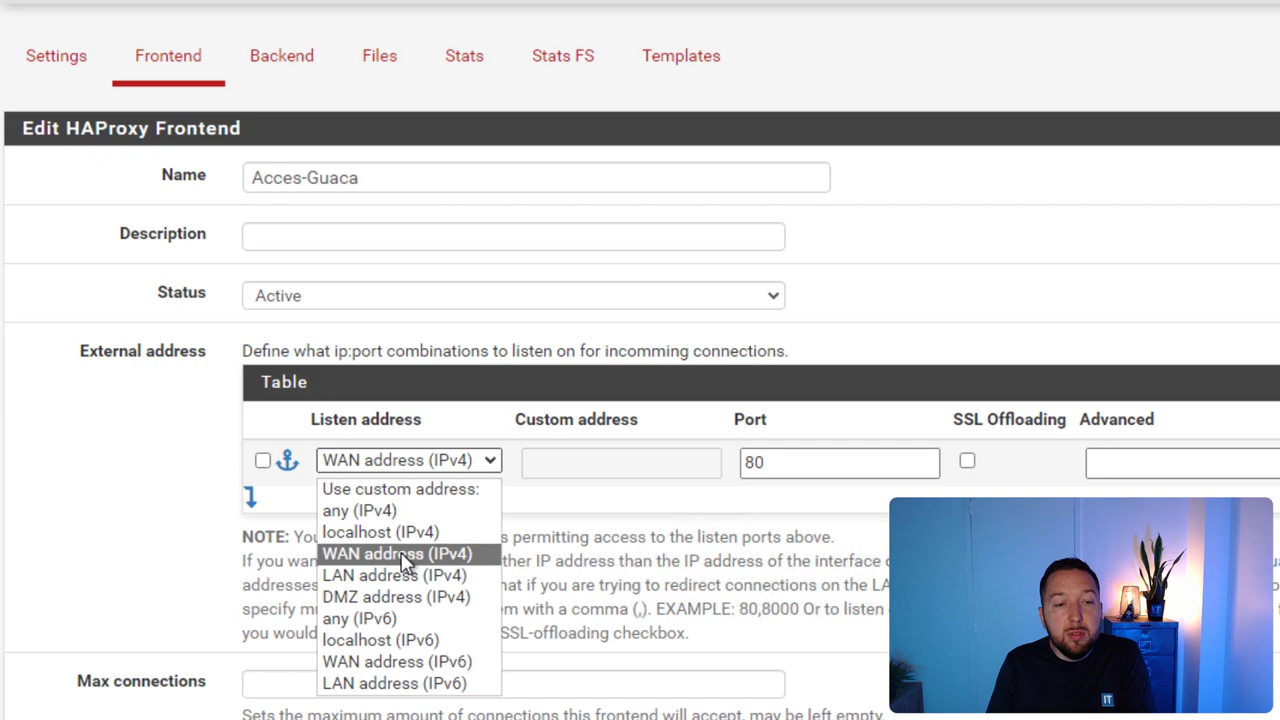 Settings Frontend Backend Files Stats Stats FS Templates
Edit HAProxy Frontend
Name Acces-Guaca
Description
Status Active
External address Define what ip:port combinations to listen on for incomming connections.
Table
Listen address Custom address Port SSL Offloading Advanced
WAN address (IPv4) 80
Use custom address:
any (IPv4)
localhost (IPv4)
WAN address (IPv4)
LAN address (IPv4)
DMZ address (IPv4)
any (IPv6)
localhost (IPv6)
WAN address (IPv6)
LAN address (IPv6)
NOTE: You s permitting access to the listen ports above.
If you wan ther IP address than the IP address of the interface
addresses hat if you are trying to redirect connections on the LA
specify mu em with a comma (,). EXAMPLE: 80,8000 Or to listen
you would SSL-offloading checkbox.
Max connections
Sets the maximum amount of connections this frontend will accept, may be left empty.
IT